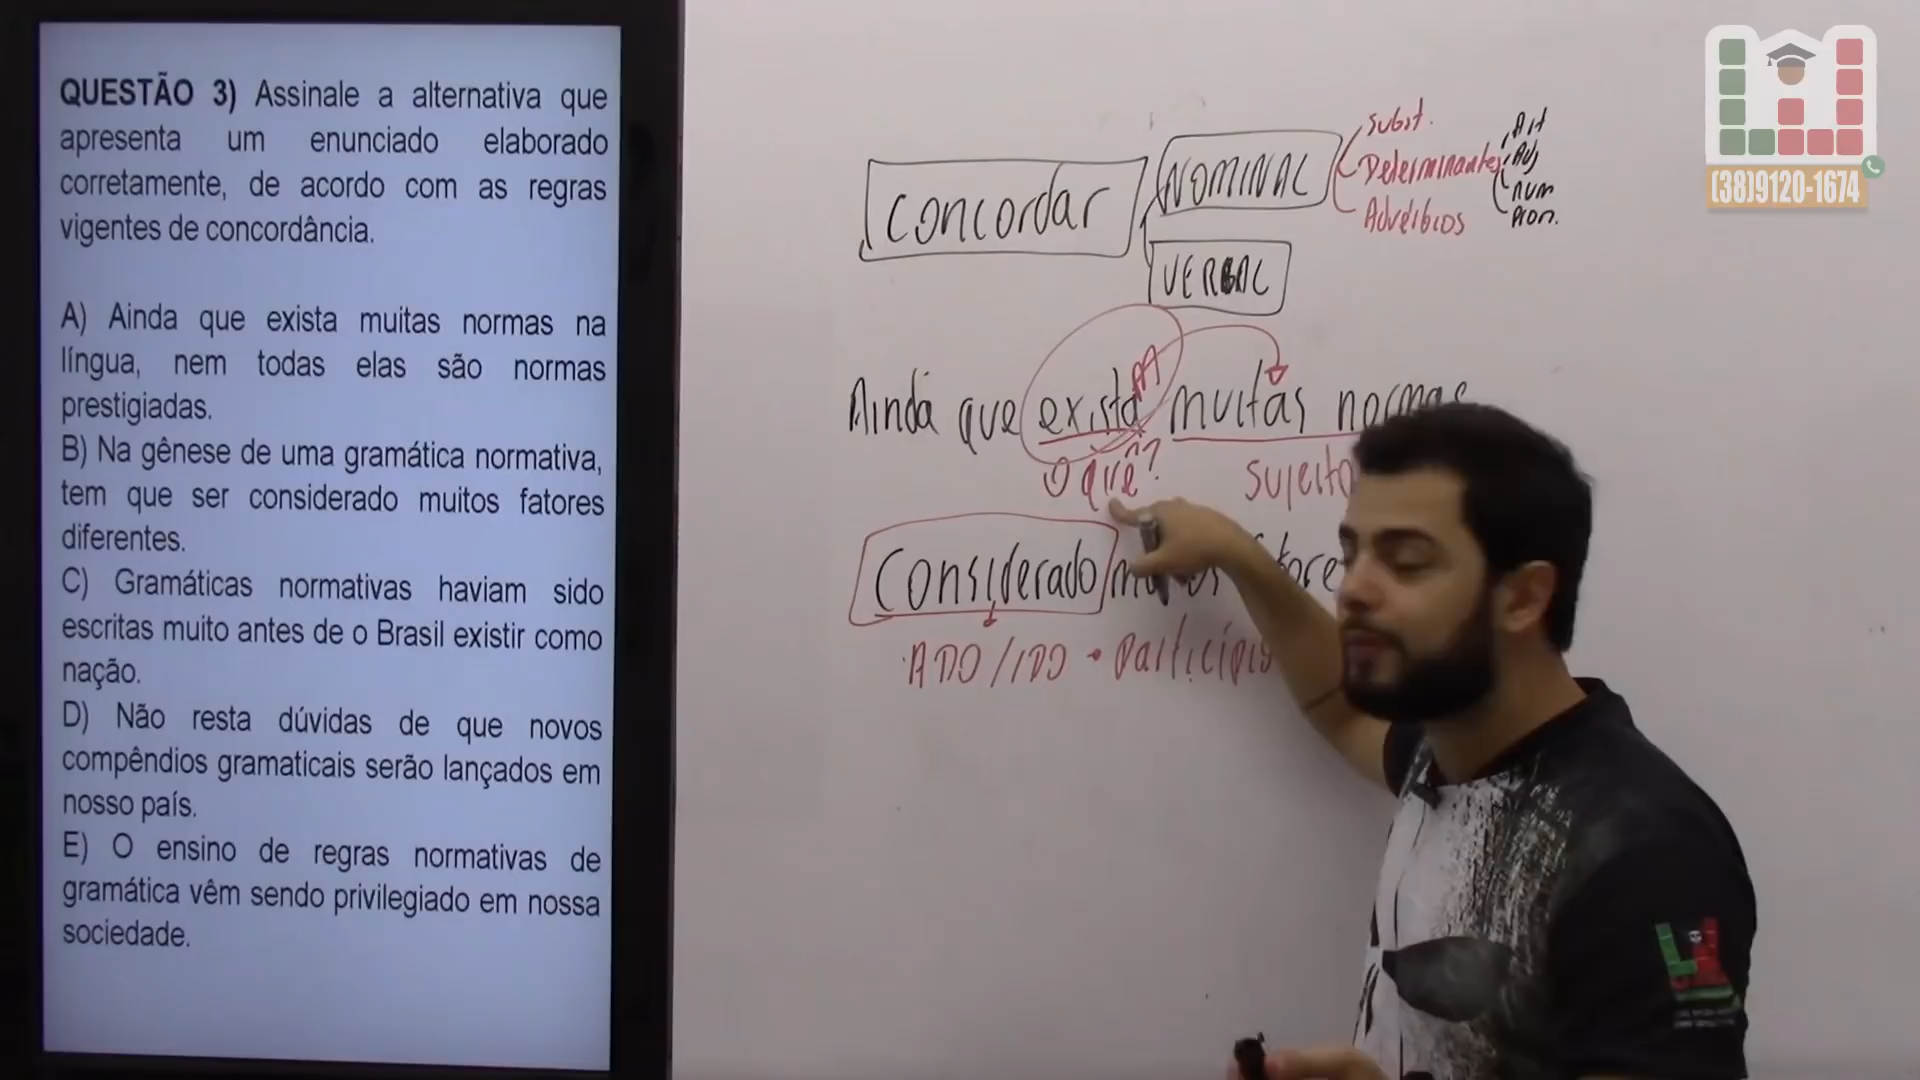 QUESTÃO 3) Assinale a alternativa que
apresenta um enunciado elaborado
corretamente, de acordo com as regras
vigentes de concordância.
A) Ainda que exista muitas normas na
língua, nem todas elas são normas
prestigiadas.
B) Na gênese de uma gramática normativa,
tem que ser considerado muitos fatores
diferentes.
C) Gramáticas normativas haviam sido
escritas muito antes de o Brasil existir como
nação.
D) Não resta dúvidas de que novos
compêndios gramaticais serão lançados em
nosso país.
E) O ensino de regras normativas de
gramática vêm sendo privilegiado em nossa
sociedade.
(38)9120-1674
Concordar
NOMINAL
VERBAL
Subst.
Determinantes
Advérbios
Art
Adj
num
Pron.
Ainda que exista muitas normas
M
O quê?
sujeito
Considerado
ADO/IDO • Particípio